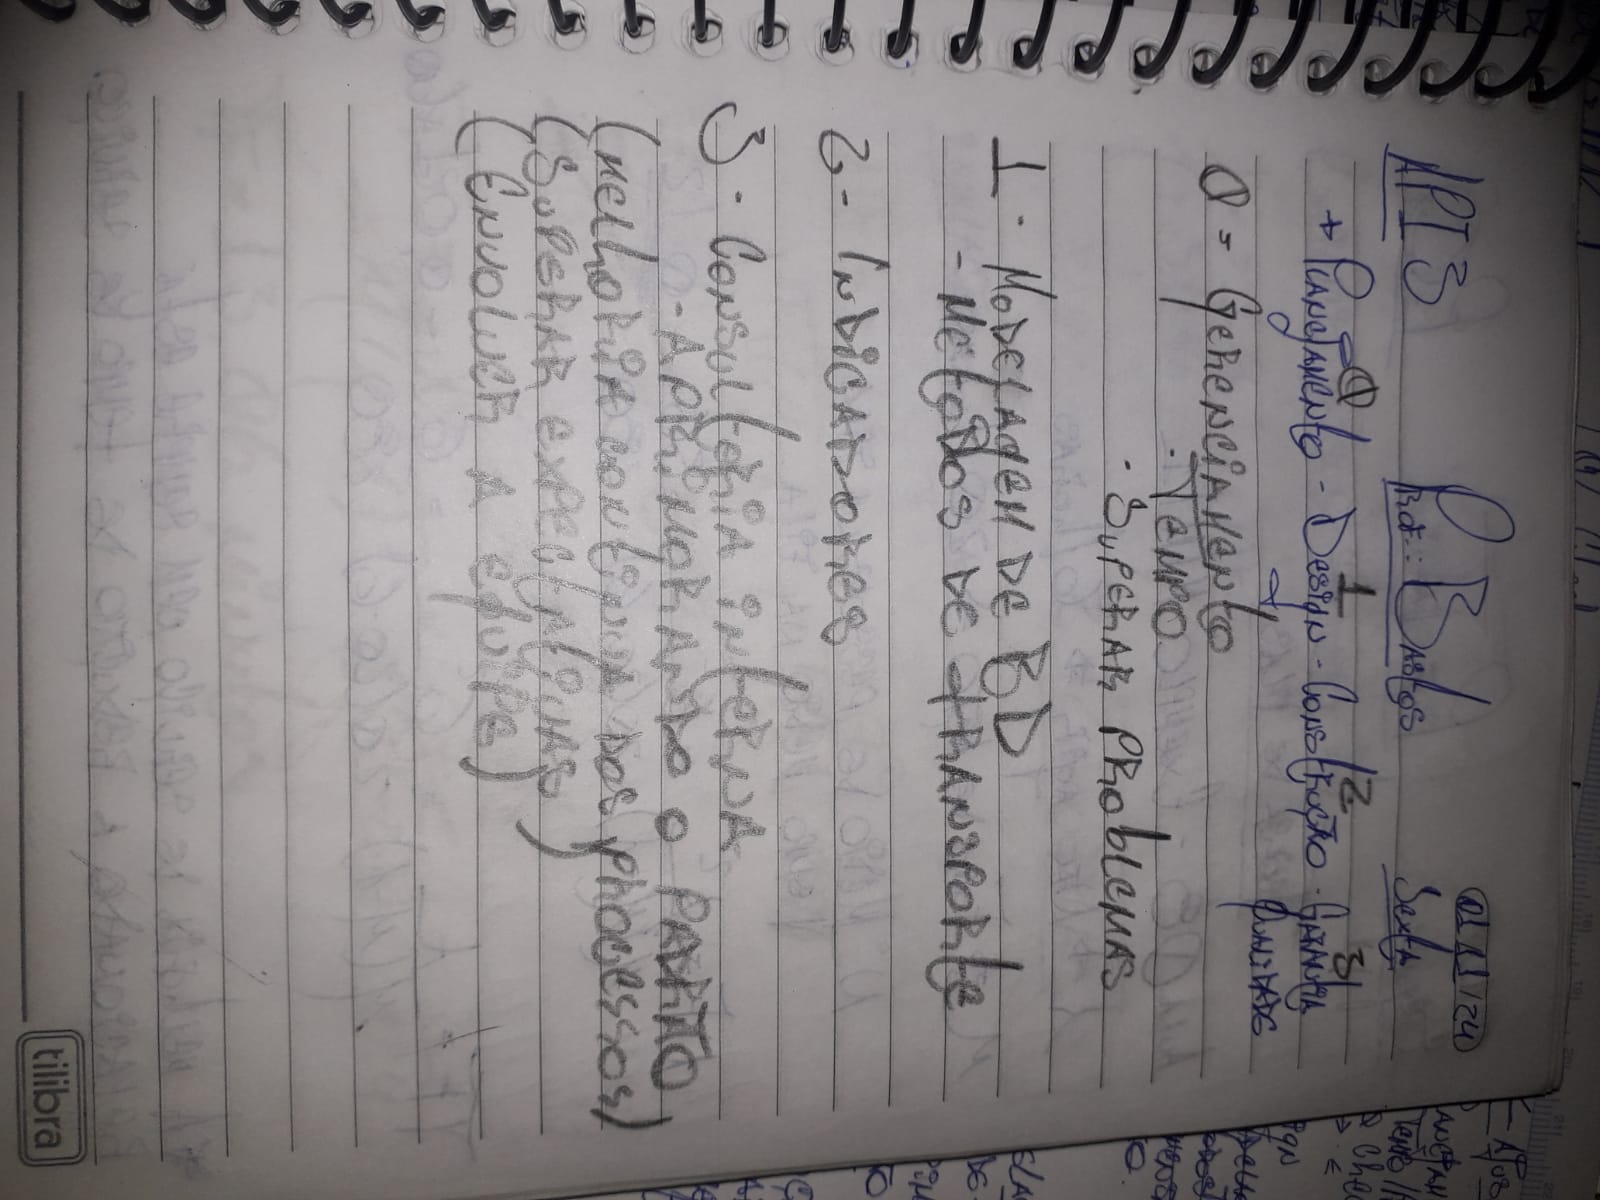 API 3 Prof.: Bastos 01/11/24
Sexta
0 1 2 3
+ Planejamento - Design - Construção - Garantia
Qualidade
0 = Gerenciamento
· Tempo
· Superar problemas
1 - Modelagem de BD
- Metodos de transporte
2 - Indicadores
3 - Consultoria interna
- Aprimorando o padrão
(Melhoria continua dos processos)
(Superar expectativas)
(Envolver a equipe)
tilibra